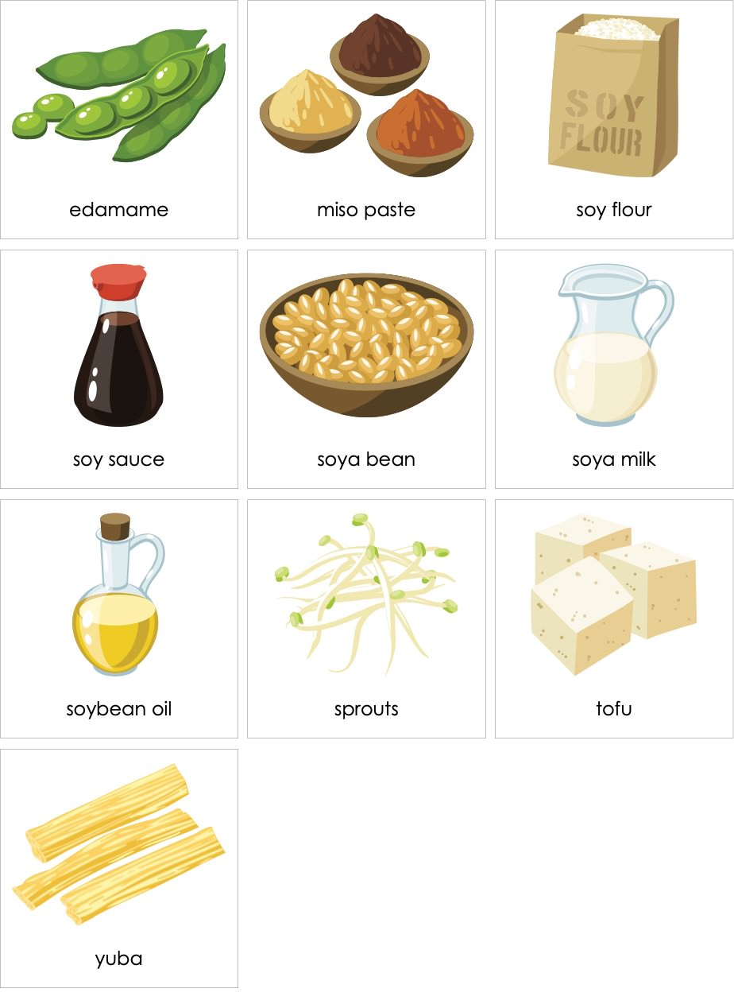 SOY
FLOUR
edamame
miso paste
soy flour
soy sauce
soya bean
soya milk
soybean oil
sprouts
tofu
yuba